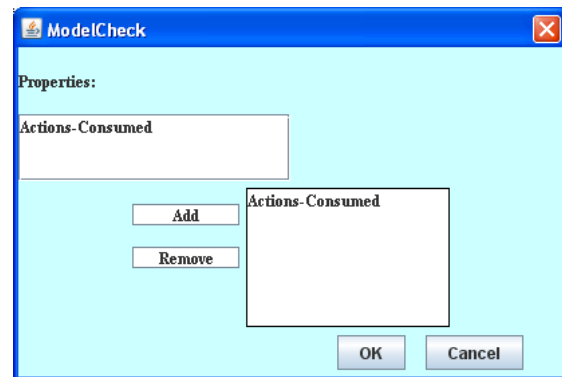 ModelCheck
Properties:
Actions-Consumed
Actions-Consumed
Add
Remove
OK
Cancel